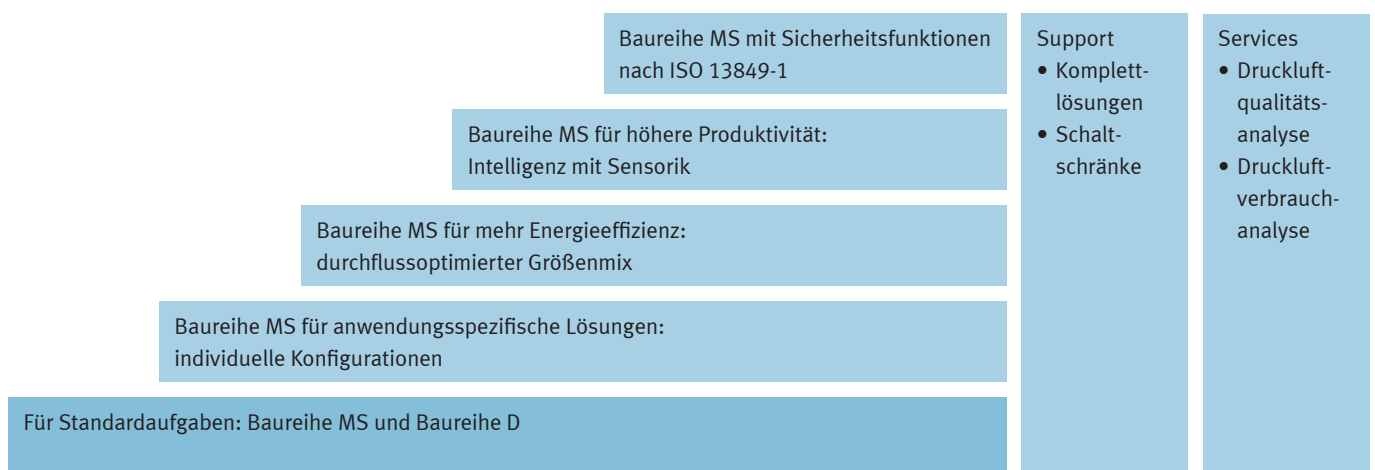 Baureihe MS mit Sicherheitsfunktionen
nach ISO 13849-1
Baureihe MS für höhere Produktivität:
Intelligenz mit Sensorik
Baureihe MS für mehr Energieeffizienz:
durchflussoptimierter Größenmix
Baureihe MS für anwendungsspezifische Lösungen:
individuelle Konfigurationen
Für Standardaufgaben: Baureihe MS und Baureihe D
Support
• Komplett-
lösungen
• Schalt-
schränke
Services
• Druckluft-
qualitäts-
analyse
• Druckluft-
verbrauch-
analyse